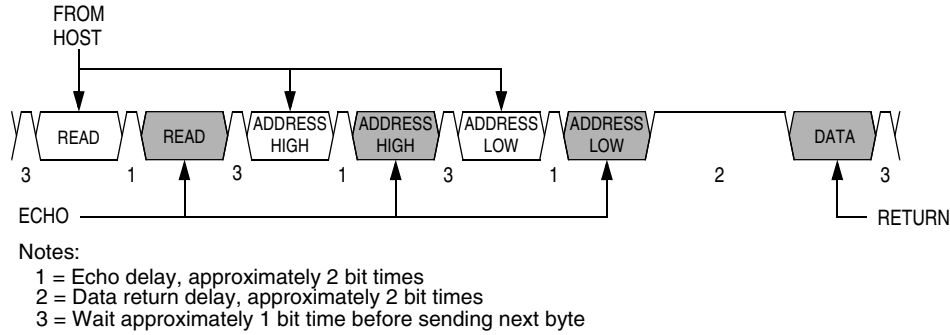 FROM
HOST
READ
READ
ADDRESS
HIGH
ADDRESS
HIGH
ADDRESS
LOW
ADDRESS
LOW
DATA
3 1 3 1 3 1 2 3
ECHO
RETURN
Notes:
1 = Echo delay, approximately 2 bit times
2 = Data return delay, approximately 2 bit times
3 = Wait approximately 1 bit time before sending next byte